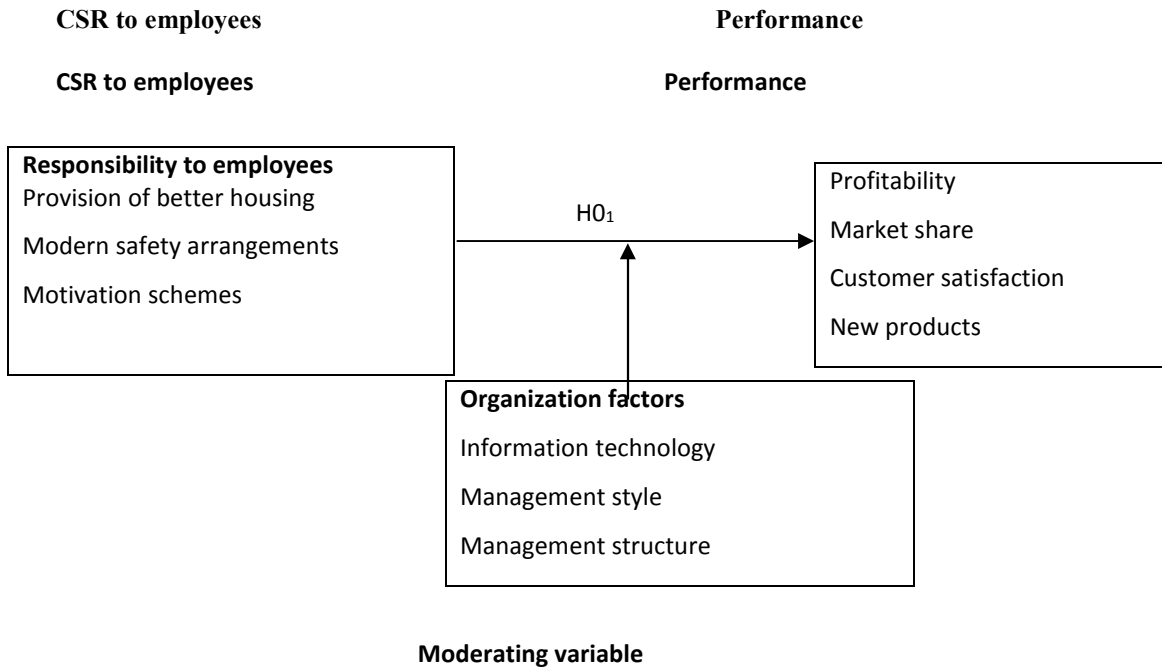 CSR to employees
Performance
CSR to employees
Performance
Responsibility to employees
Provision of better housing
Modern safety arrangements
Motivation schemes
H0₁
Profitability
Market share
Customer satisfaction
New products
Organization factors
Information technology
Management style
Management structure
Moderating variable